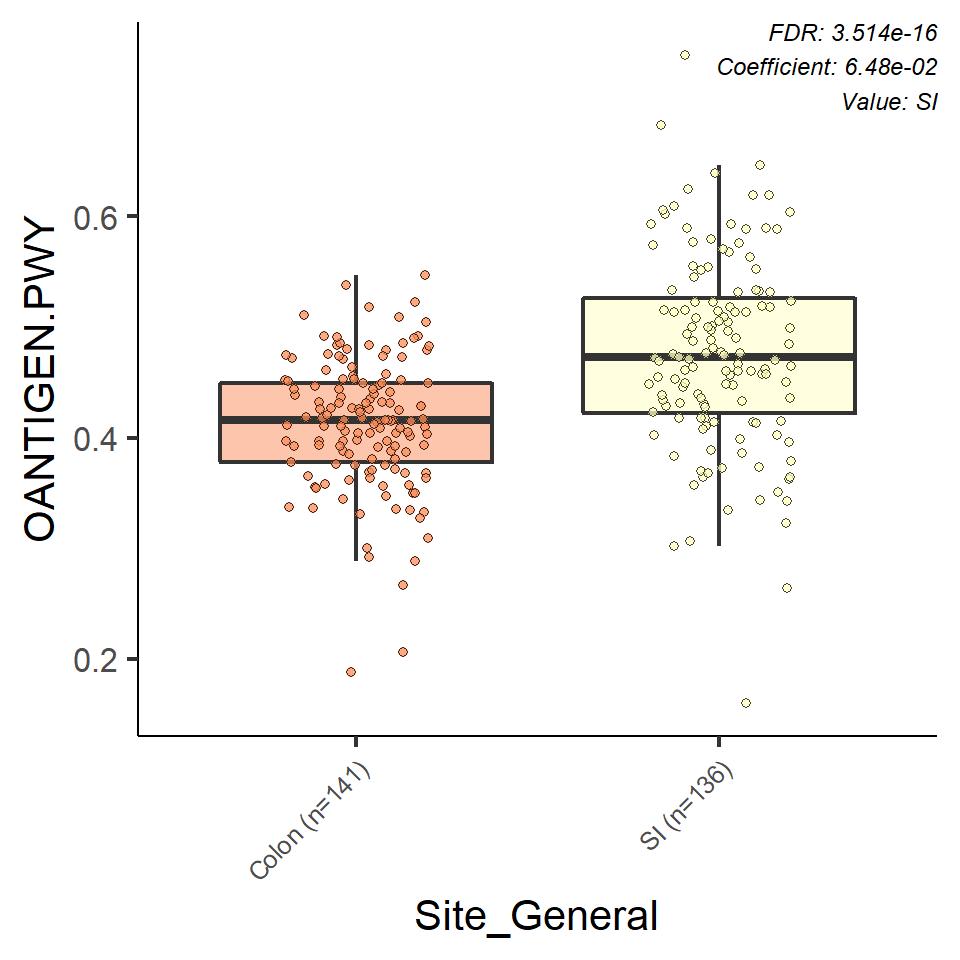 FDR: 3.514e-16
Coefficient: 6.48e-02
Value: SI
OANTIGEN.PWY
0.6
0.4
0.2
Colon (n=141)
SI (n=136)
Site_General